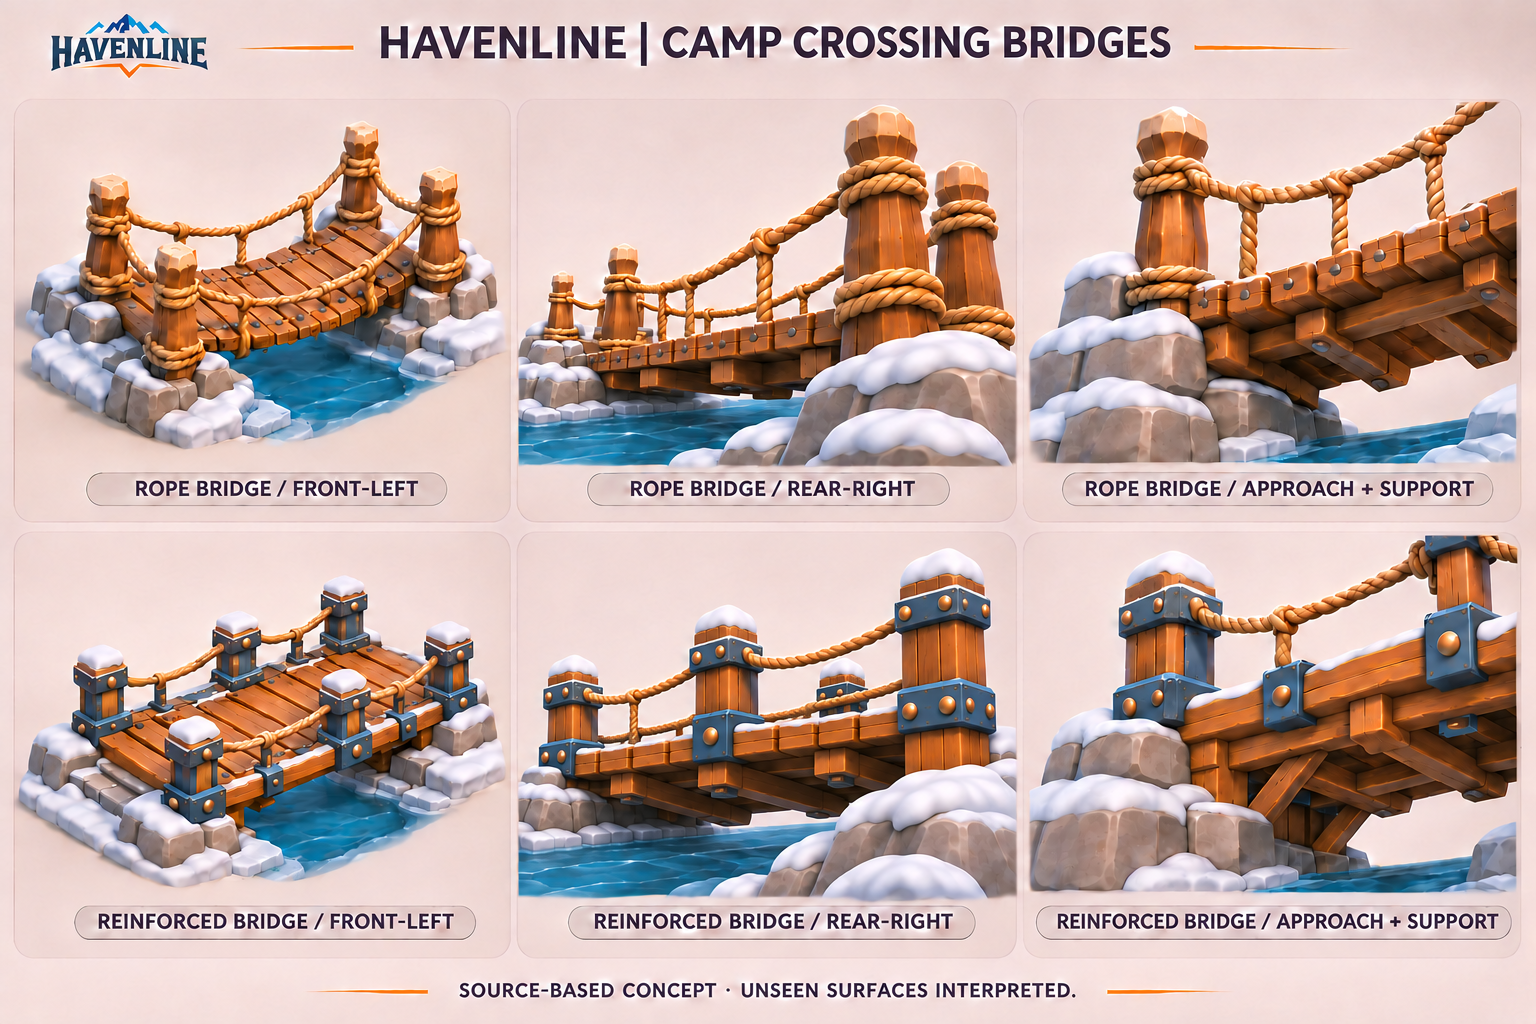 HAVENLINE
HAVENLINE | CAMP CROSSING BRIDGES
ROPE BRIDGE / FRONT-LEFT
ROPE BRIDGE / REAR-RIGHT
ROPE BRIDGE / APPROACH + SUPPORT
REINFORCED BRIDGE / FRONT-LEFT
REINFORCED BRIDGE / REAR-RIGHT
REINFORCED BRIDGE / APPROACH + SUPPORT
SOURCE-BASED CONCEPT · UNSEEN SURFACES INTERPRETED.